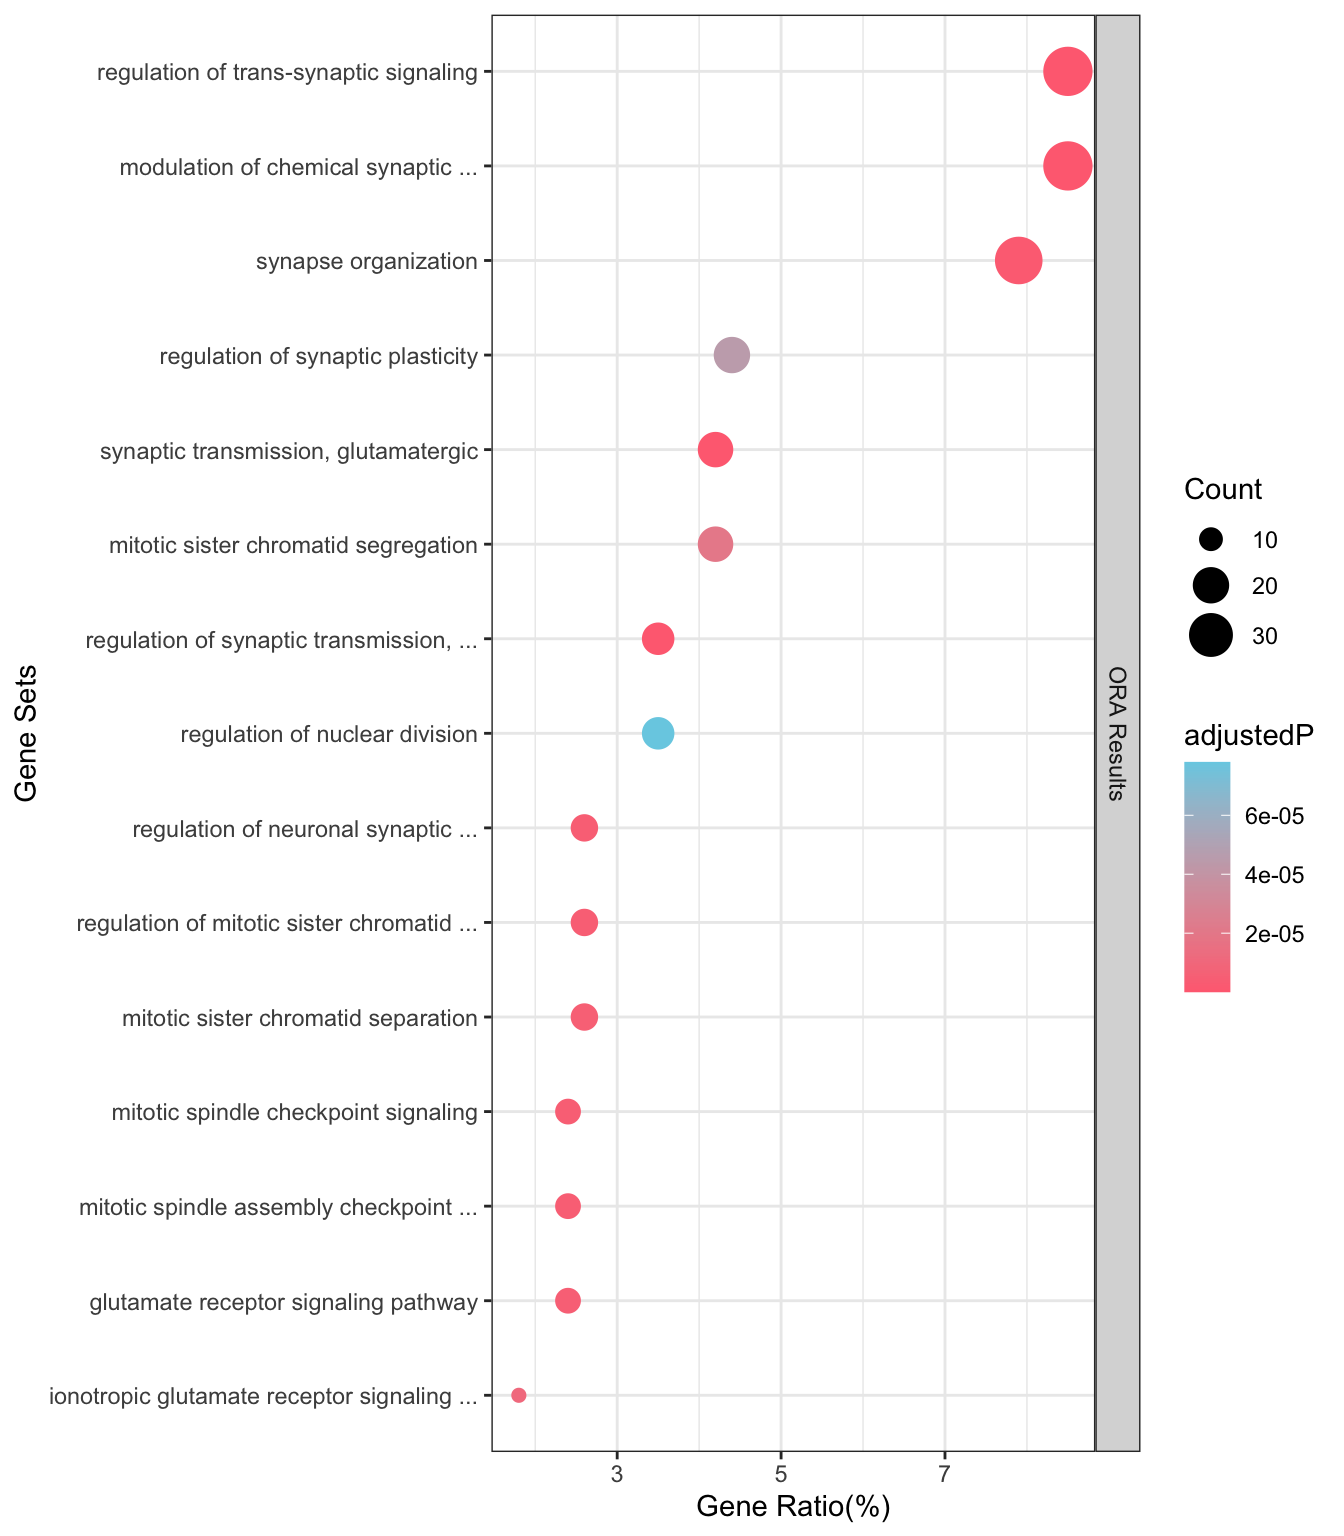 regulation of trans-synaptic signaling
modulation of chemical synaptic ...
synapse organization
regulation of synaptic plasticity
synaptic transmission, glutamatergic
mitotic sister chromatid segregation
regulation of synaptic transmission, ...
regulation of nuclear division
regulation of neuronal synaptic ...
regulation of mitotic sister chromatid ...
mitotic sister chromatid separation
mitotic spindle checkpoint signaling
mitotic spindle assembly checkpoint ...
glutamate receptor signaling pathway
ionotropic glutamate receptor signaling ...
Gene Sets
3 5 7
Gene Ratio(%)
ORA Results
Count
10
20
30
adjustedP
6e-05
4e-05
2e-05